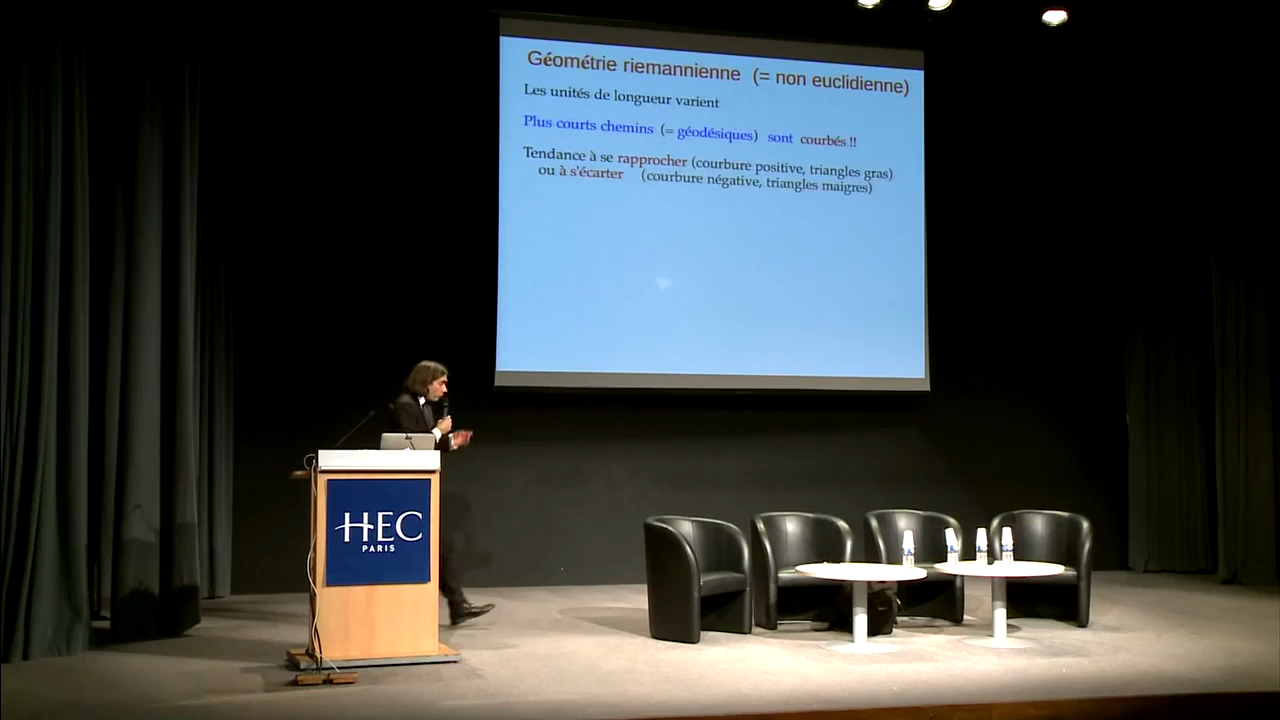 Géométrie riemannienne (= non euclidienne)
Les unités de longueur varient
Plus courts chemins (= géodésiques) sont courbés !!
Tendance à se rapprocher (courbure positive, triangles gras)
ou à s'écarter (courbure négative, triangles maigres)
HEC
PARIS